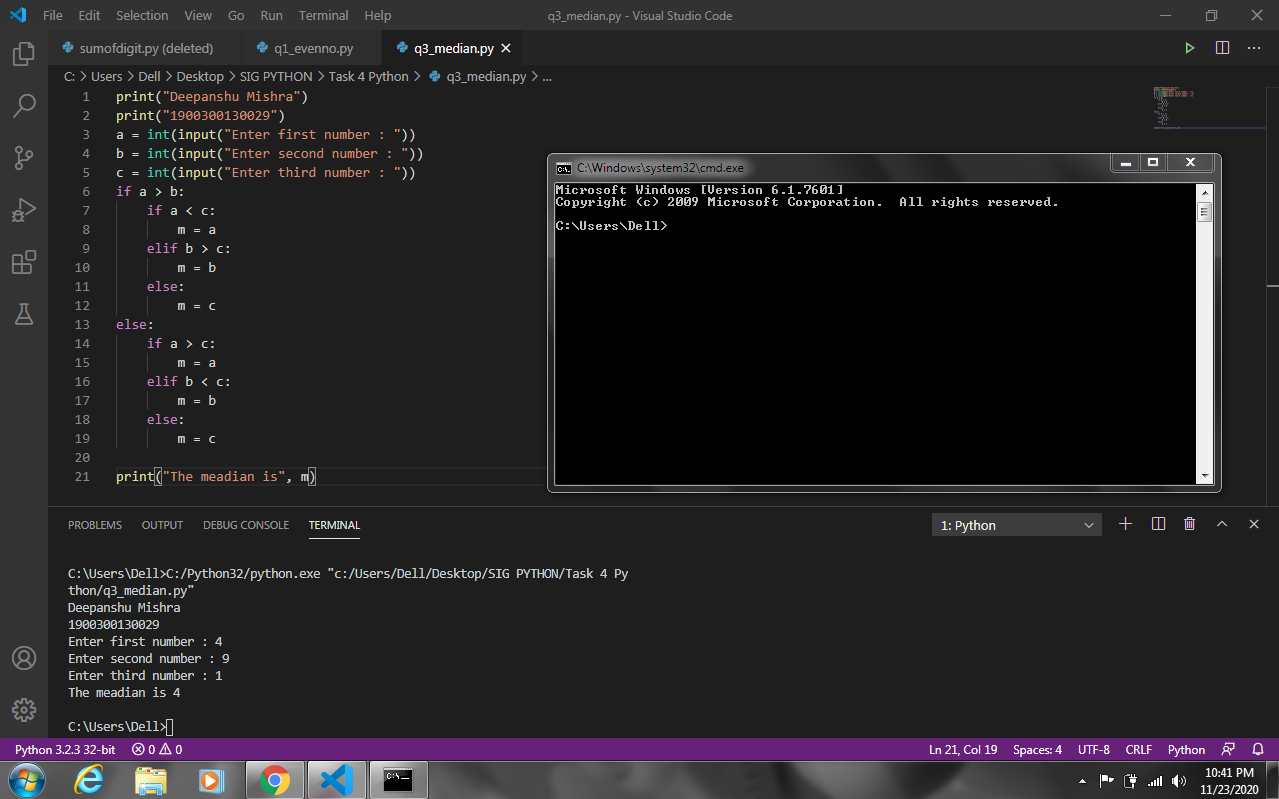 File Edit Selection View Go Run Terminal Help
q3_median.py - Visual Studio Code
sumofdigit.py (deleted)
q1_evenno.py
q3_median.py
C: > Users > Dell > Desktop > SIG PYTHON > Task 4 Python > q3_median.py > ...
1 print("Deepanshu Mishra")
2 print("1900300130029")
3 a = int(input("Enter first number : "))
4 b = int(input("Enter second number : "))
5 c = int(input("Enter third number : "))
6 if a > b:
7 if a < c:
8 m = a
9 elif b > c:
10 m = b
11 else:
12 m = c
13 else:
14 if a > c:
15 m = a
16 elif b < c:
17 m = b
18 else:
19 m = c
20
21 print("The meadian is", m)
C:\Windows\system32\cmd.exe
Microsoft Windows [Version 6.1.7601]
Copyright (c) 2009 Microsoft Corporation. All rights reserved.
C:\Users\Dell>
PROBLEMS OUTPUT DEBUG CONSOLE TERMINAL
1: Python
C:\Users\Dell>C:/Python32/python.exe "c:/Users/Dell/Desktop/SIG PYTHON/Task 4 Py
thon/q3_median.py"
Deepanshu Mishra
1900300130029
Enter first number : 4
Enter second number : 9
Enter third number : 1
The meadian is 4
C:\Users\Dell>
Python 3.2.3 32-bit 0 0
Ln 21, Col 19 Spaces: 4 UTF-8 CRLF Python
10:41 PM
11/23/2020